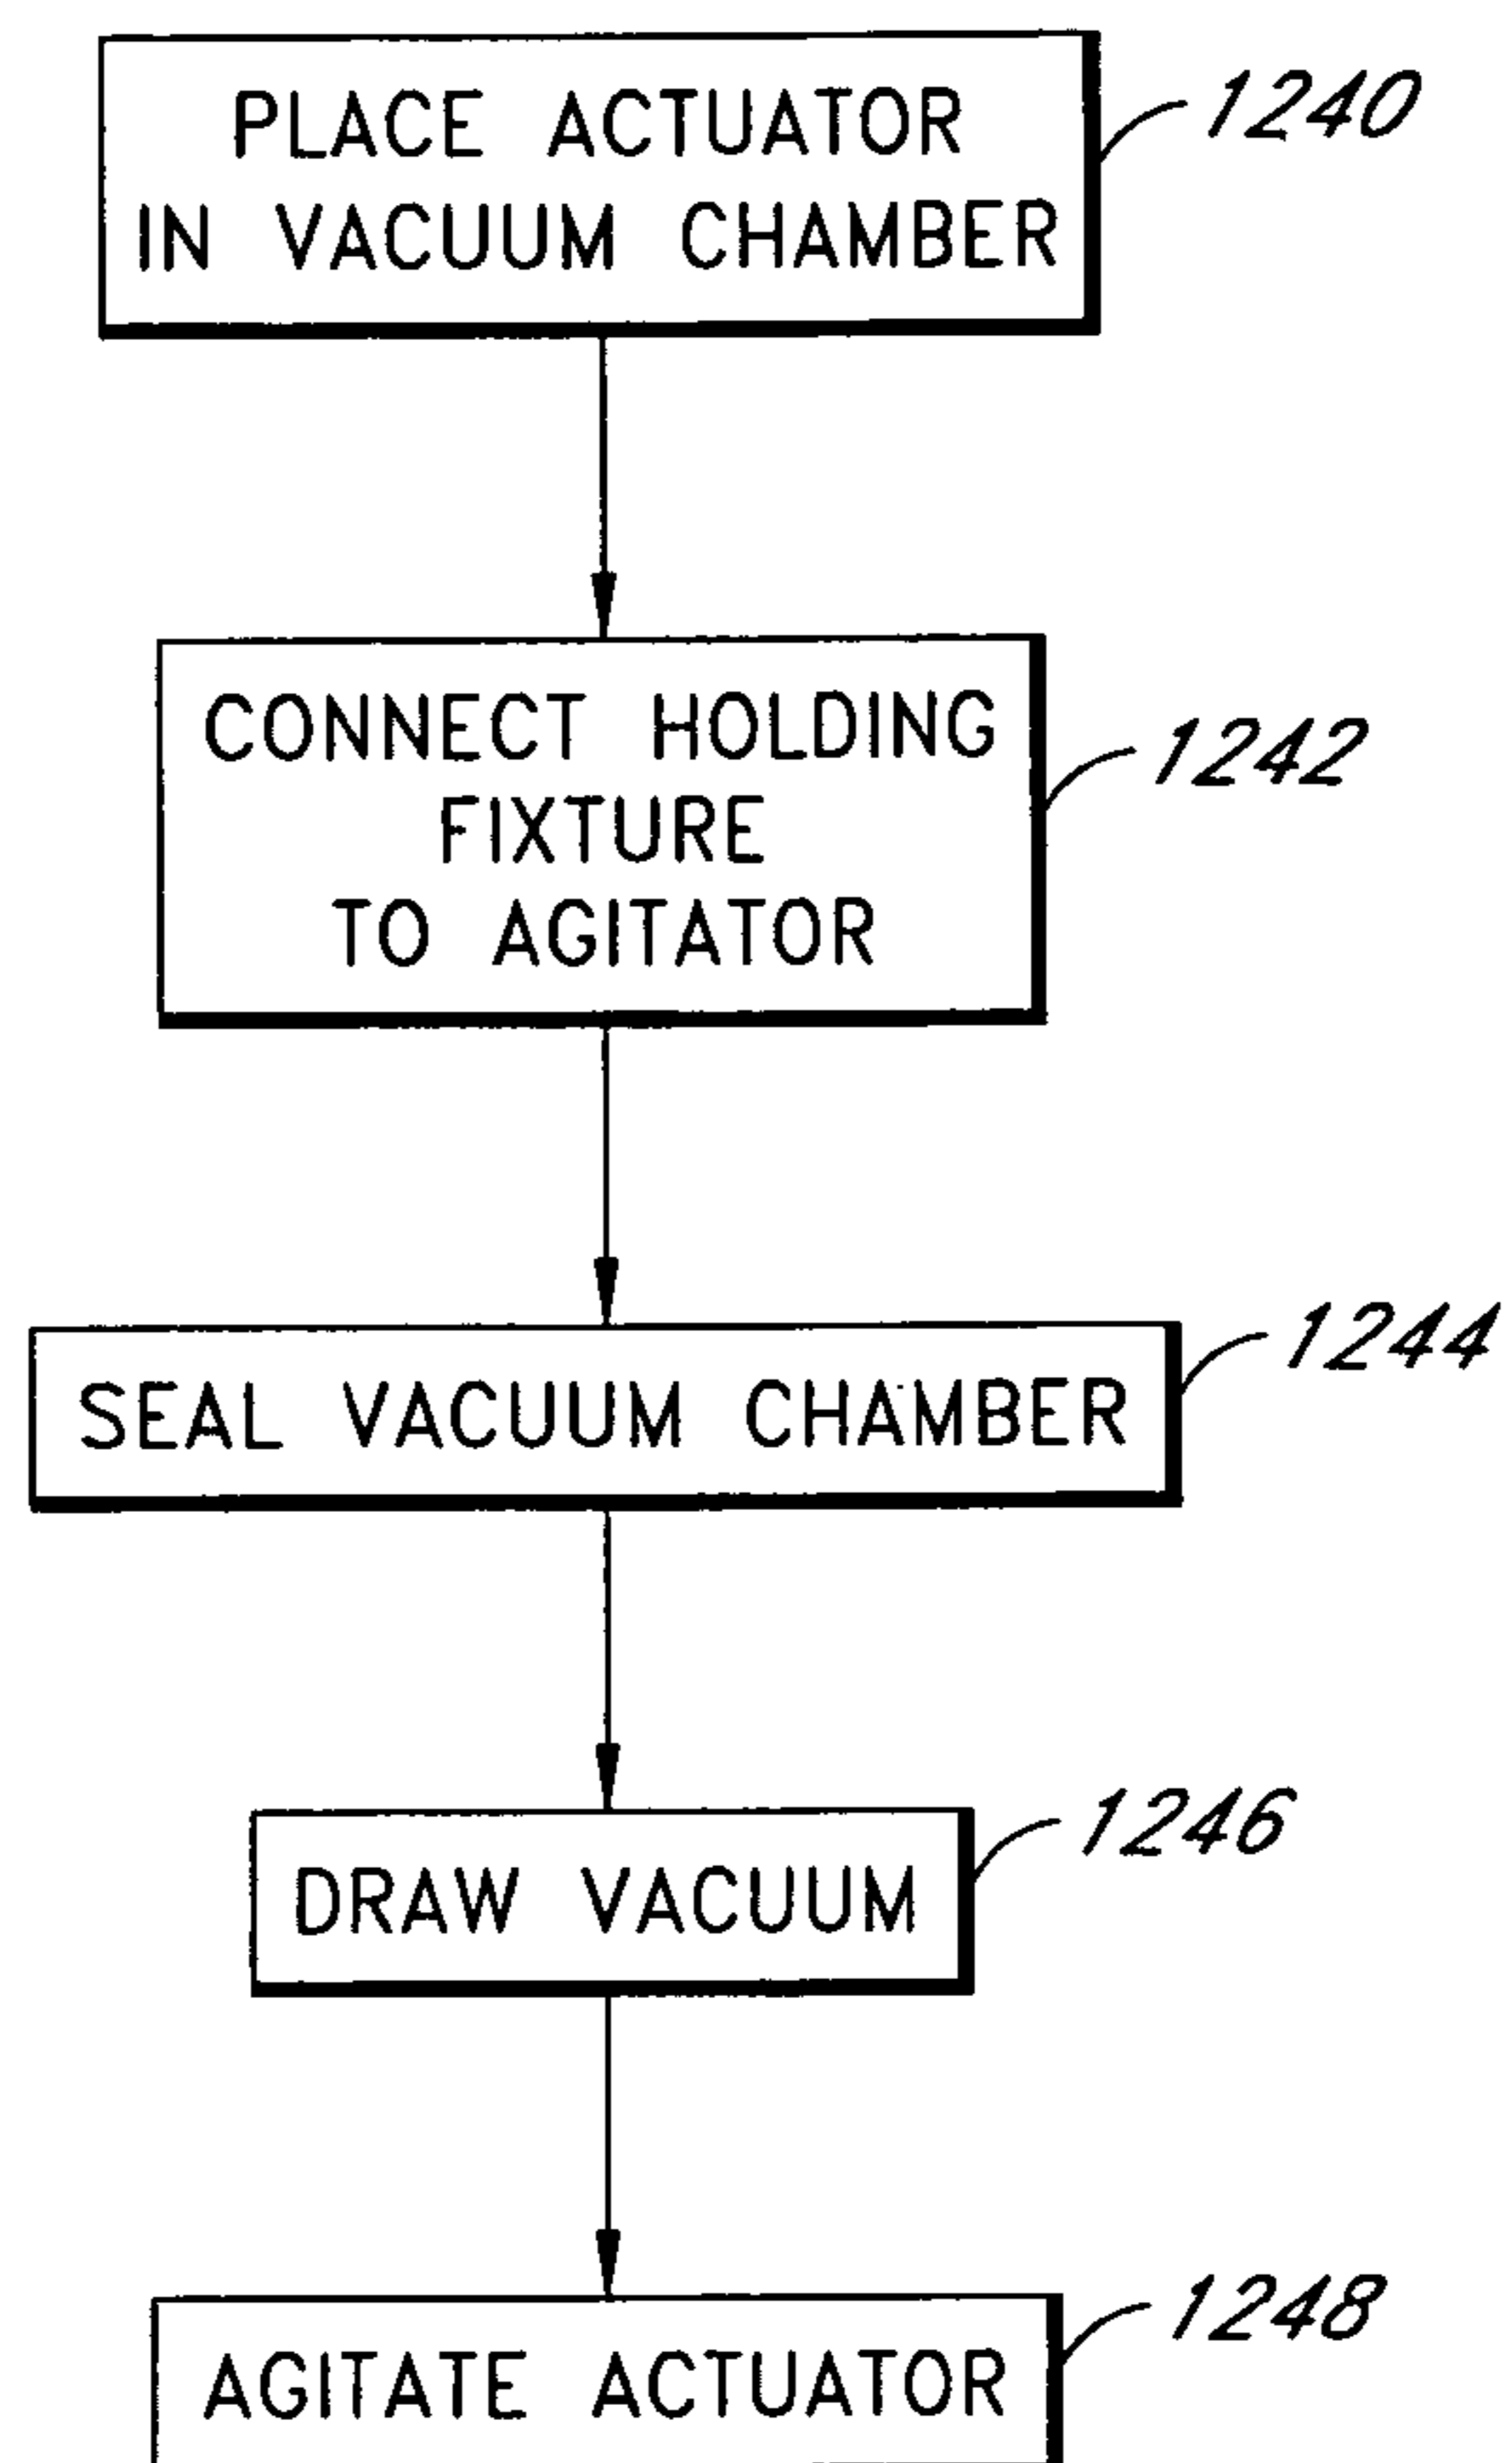 PLACE ACTUATOR
IN VACUUM CHAMBER
1240
CONNECT HOLDING
FIXTURE
TO AGITATOR
1242
SEAL VACUUM CHAMBER
1244
DRAW VACUUM
1246
AGITATE ACTUATOR
1248